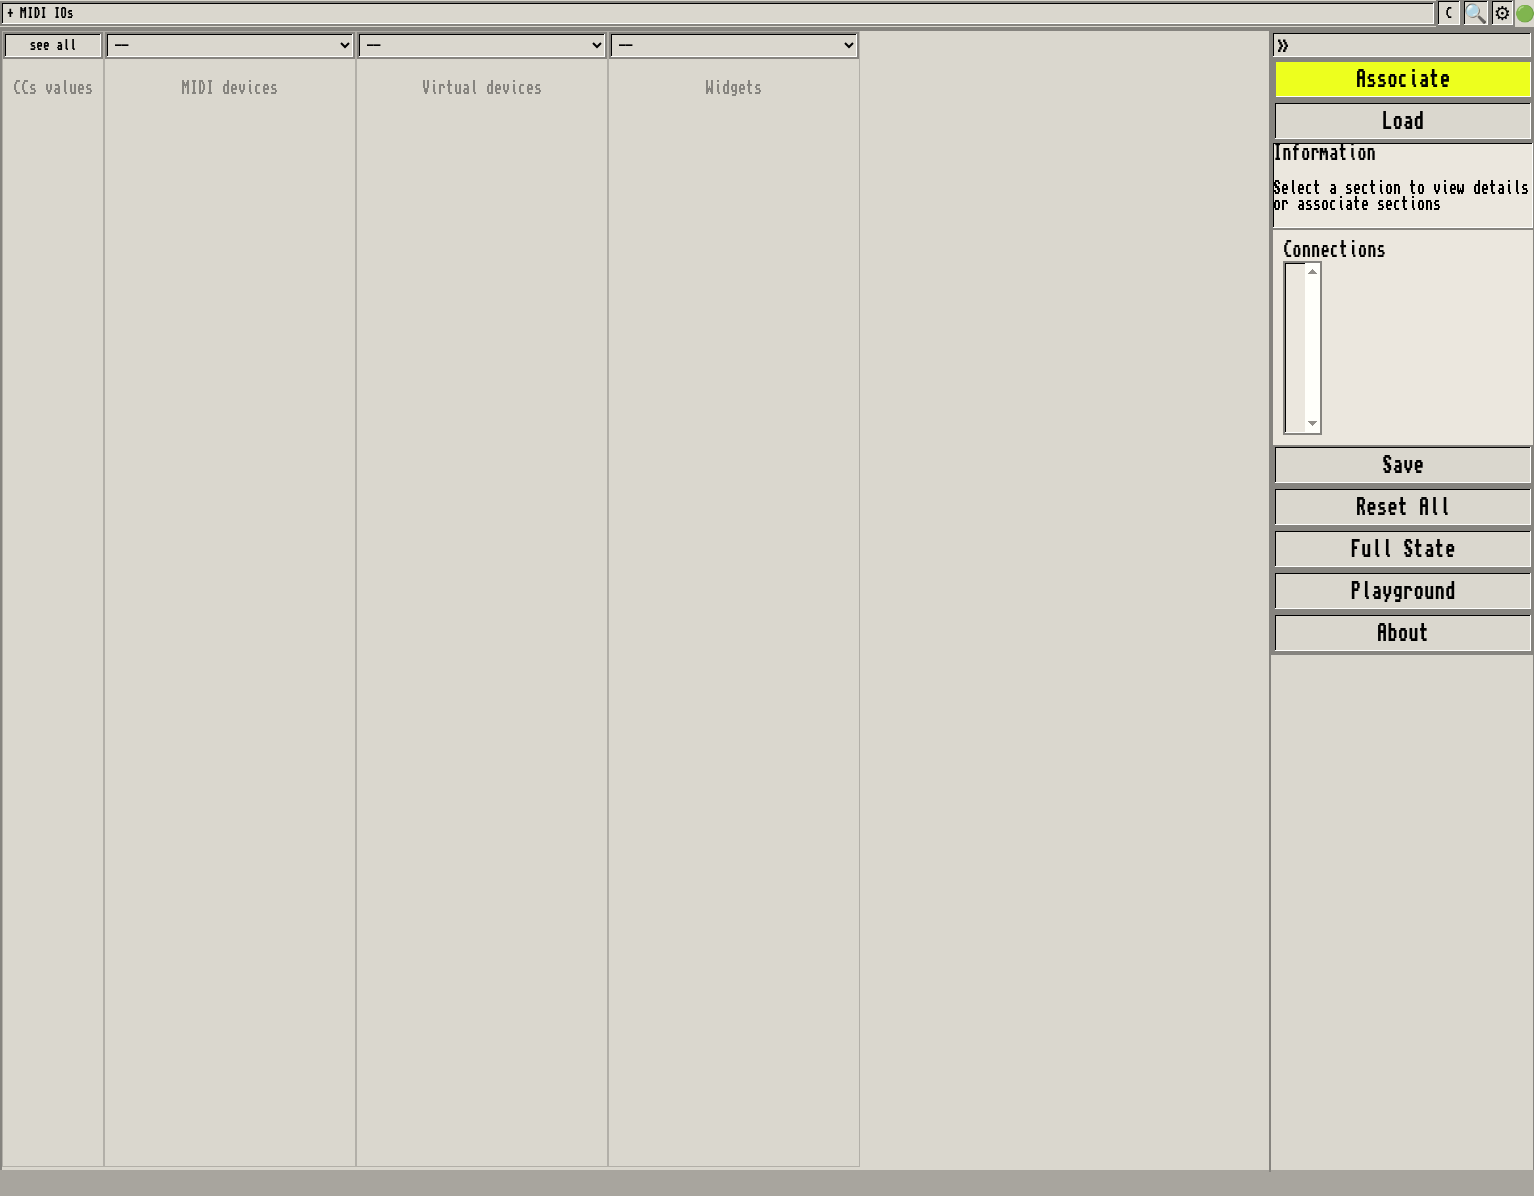 + MIDI IOs
C
see all
——
——
——
CCs values
MIDI devices
Virtual devices
Widgets
»
Associate
Load
Information
Select a section to view details
or associate sections
Connections
Save
Reset All
Full State
Playground
About